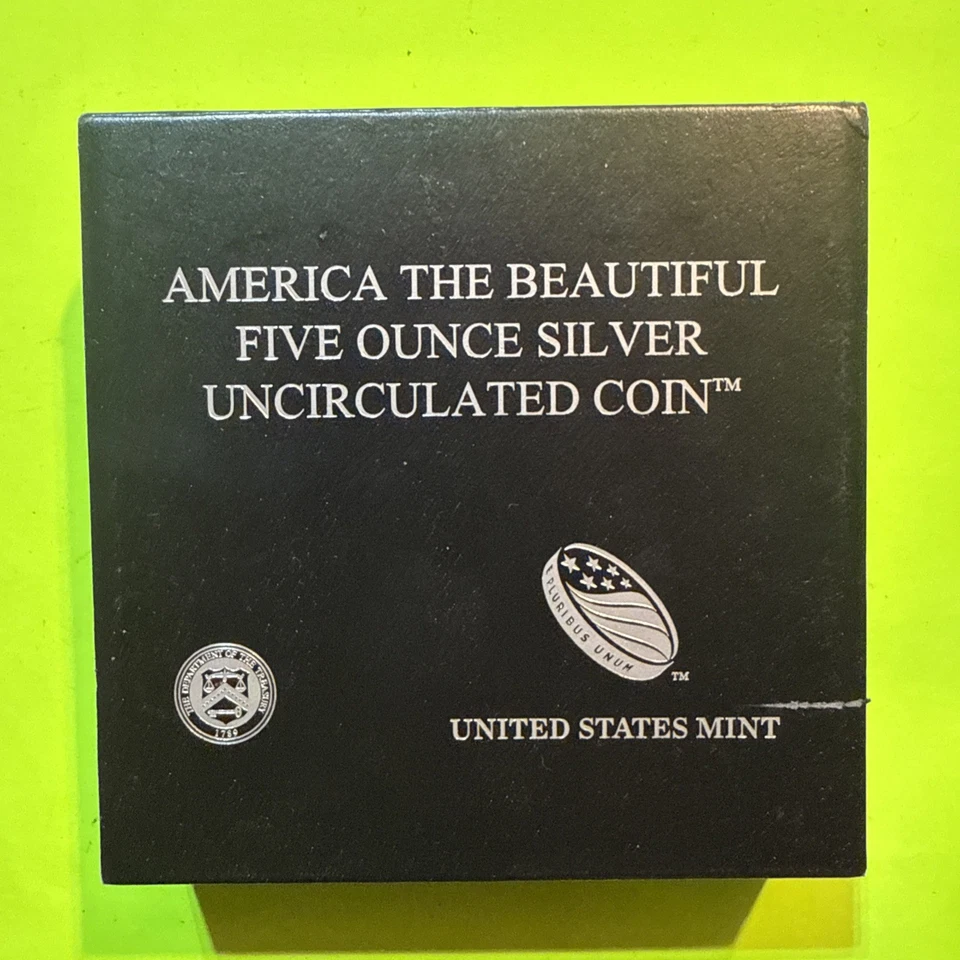 AMERICA THE BEAUTIFUL
FIVE OUNCE SILVER
UNCIRCULATED COIN™
E PLURIBUS UNUM
TM
THE DEPARTMENT OF THE TREASURY
1789
UNITED STATES MINT